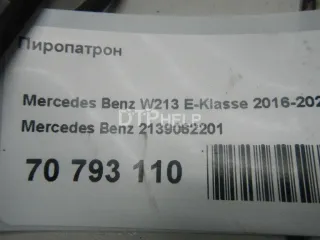 Пиропатрон
Mercedes Benz W213 E-Klasse 2016-202
Mercedes Benz 2139062201
DTPHELP
70 793 110